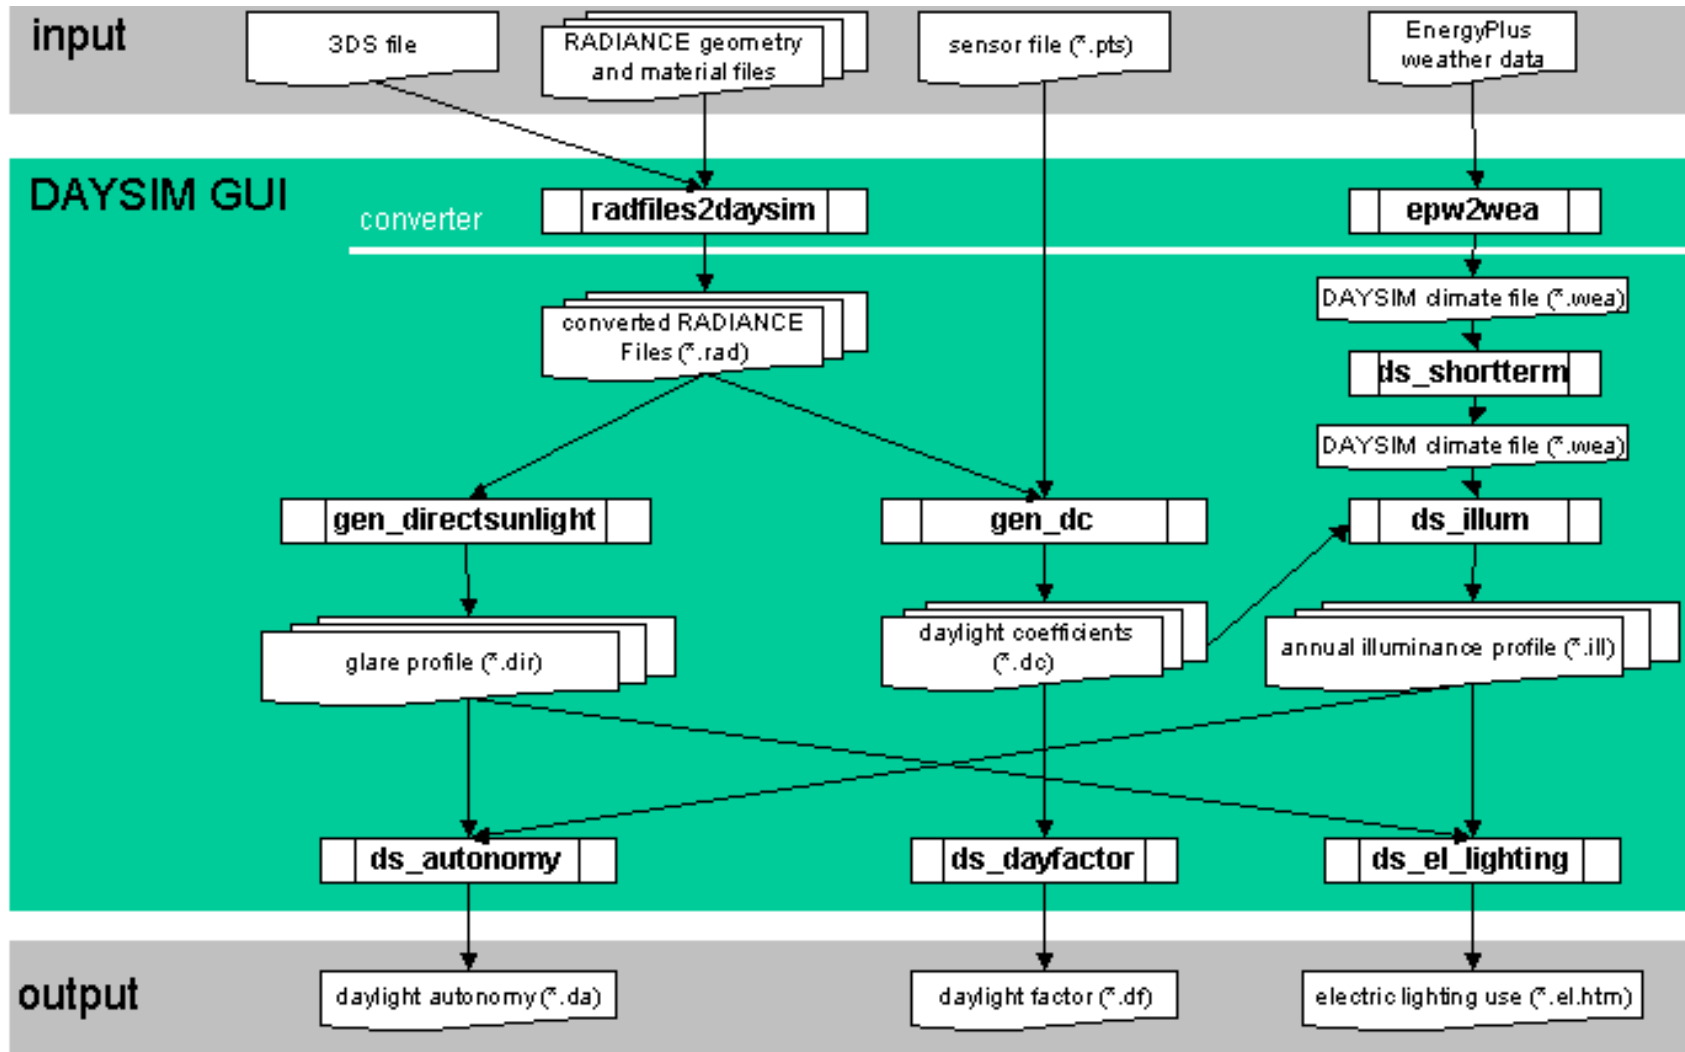 input
3DS file
RADIANCE geometry
and material files
sensor file (*.pts)
EnergyPlus
weather data
DAYSIM GUI
converter
radfiles2daysim
epw2wea
DAYSIM climate file (*.wea)
converted RADIANCE
Files (*.rad)
ds_shortterm
DAYSIM climate file (*.wea)
gen_directsunlight
gen_dc
ds_illum
glare profile (*.dir)
daylight coefficients
(*.dc)
annual illuminance profile (*.ill)
ds_autonomy
ds_dayfactor
ds_el_lighting
output
daylight autonomy (*.da)
daylight factor (*.df)
electric lighting use (*.el.htm)